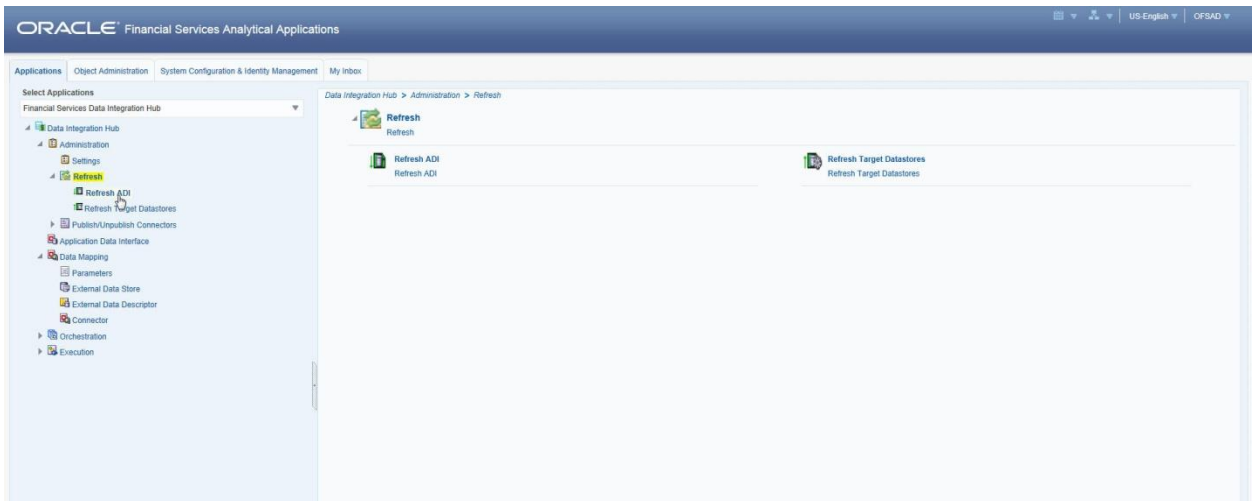 ORACLE Financial Services Analytical Applications
US-English
OFSAD
Applications
Object Administration
System Configuration & Identity Management
My Inbox
Select Applications
Financial Services Data Integration Hub
Data Integration Hub
Administration
Settings
Refresh
Refresh ADI
Refresh Target Datastores
Publish/Unpublish Connectors
Application Data Interface
Data Mapping
Parameters
External Data Store
External Data Descriptor
Connector
Orchestration
Execution
Data Integration Hub > Administration > Refresh
Refresh
Refresh
Refresh ADI
Refresh ADI
Refresh Target Datastores
Refresh Target Datastores